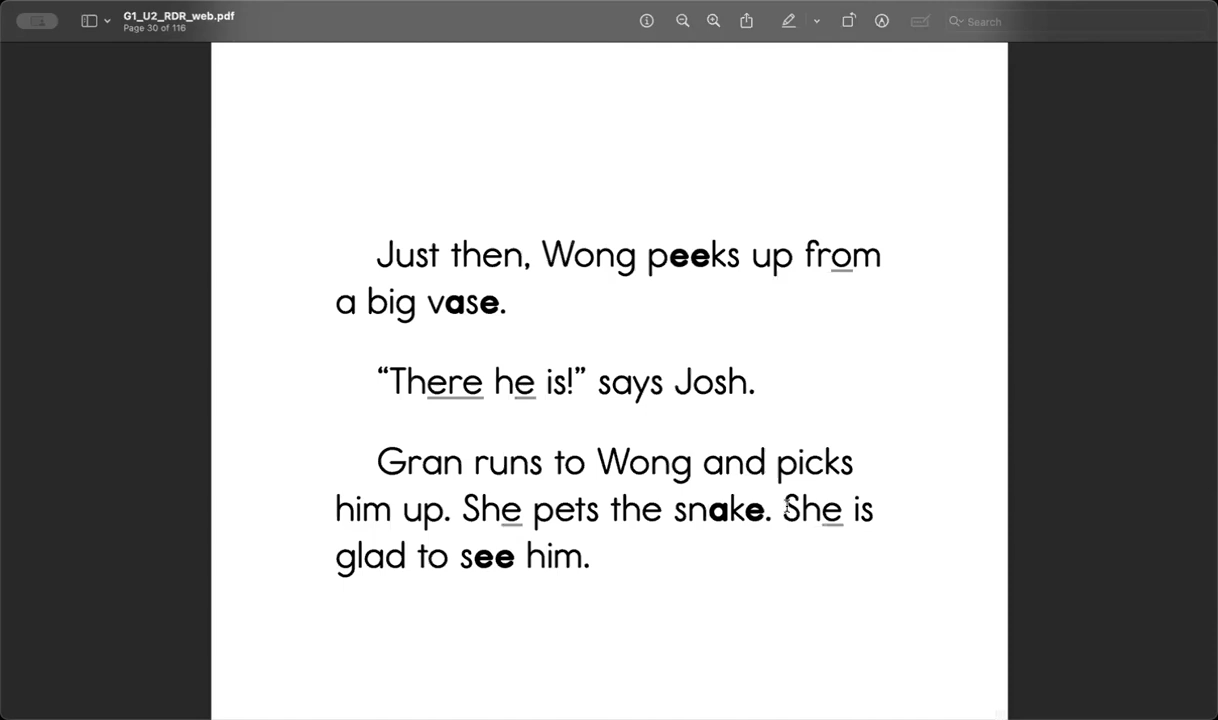 G1_U2_RDR_web.pdf
Page 30 of 116
Search
Just then, Wong peeks up from
a big vase.
“There he is!” says Josh.
Gran runs to Wong and picks
him up. She pets the snake. She is
glad to see him.